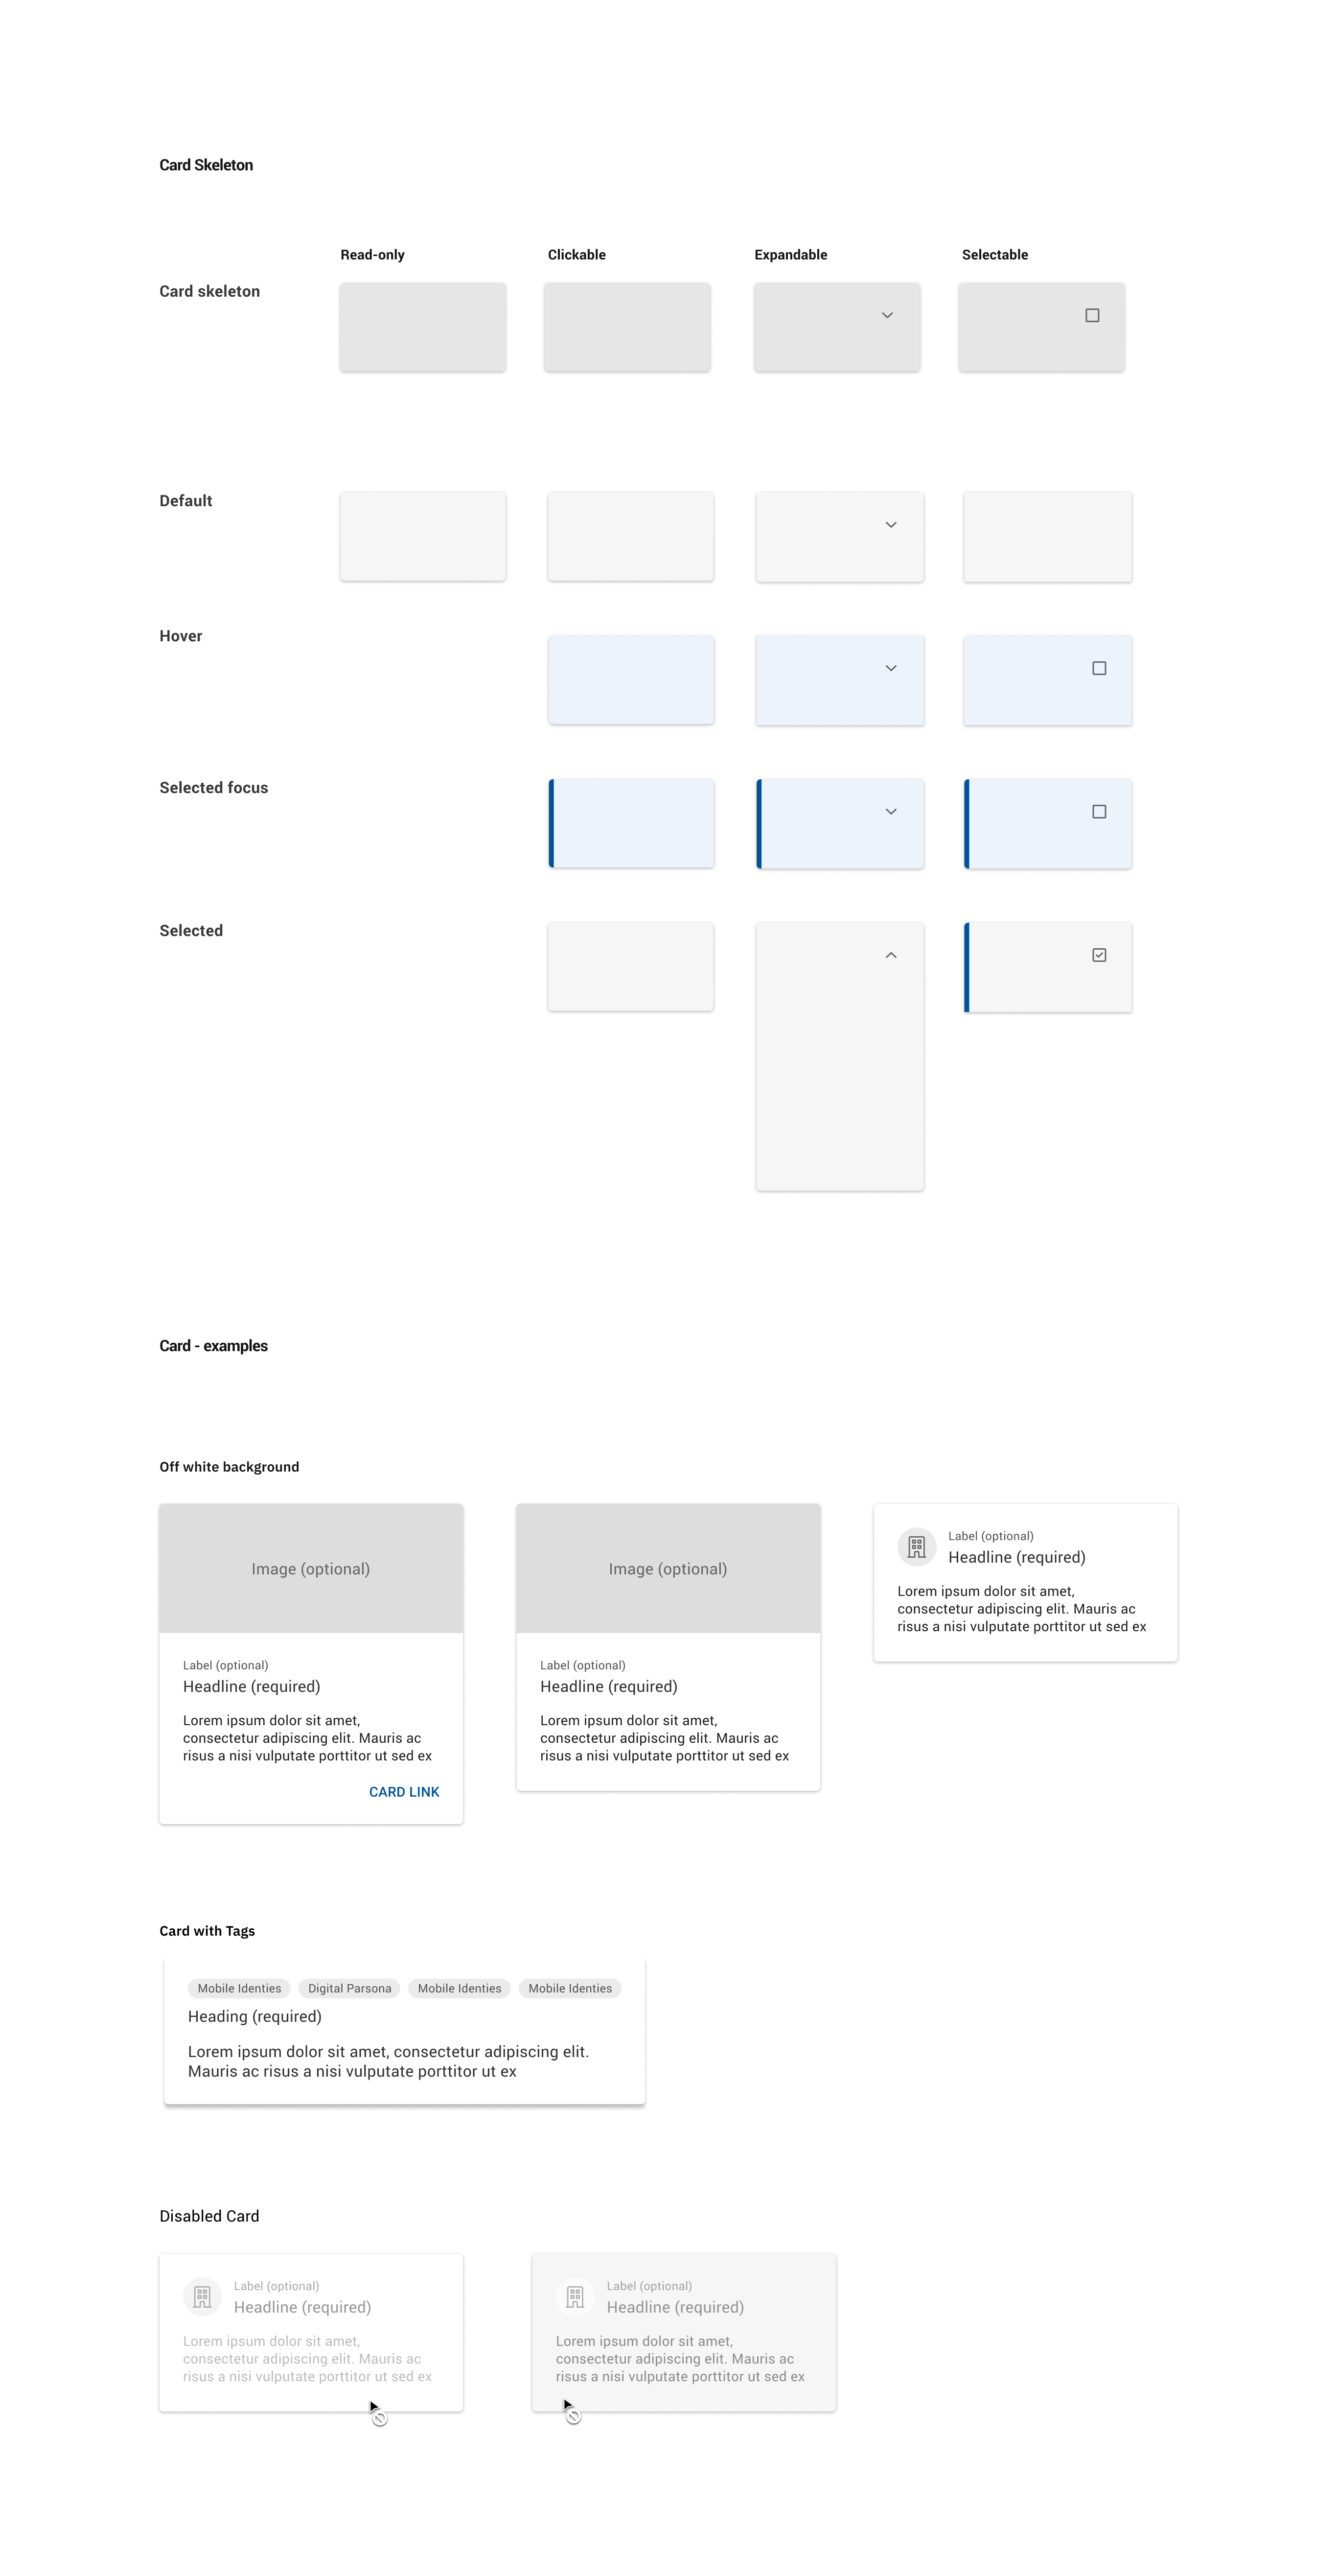 Card Skeleton
Read-only
Clickable
Expandable
Selectable
Card skeleton
Default
Hover
Selected focus
Selected
Card - examples
Off white background
Image (optional)
Label (optional)
Headline (required)
Lorem ipsum dolor sit amet,
consectetur adipiscing elit. Mauris ac
risus a nisi vulputate porttitor ut sed ex
CARD LINK
Image (optional)
Label (optional)
Headline (required)
Lorem ipsum dolor sit amet,
consectetur adipiscing elit. Mauris ac
risus a nisi vulputate porttitor ut sed ex
Label (optional)
Headline (required)
Lorem ipsum dolor sit amet,
consectetur adipiscing elit. Mauris ac
risus a nisi vulputate porttitor ut sed ex
Card with Tags
Mobile Identies
Digital Parsona
Mobile Identies
Mobile Identies
Heading (required)
Lorem ipsum dolor sit amet, consectetur adipiscing elit.
Mauris ac risus a nisi vulputate porttitor ut ex
Disabled Card
Label (optional)
Headline (required)
Lorem ipsum dolor sit amet,
consectetur adipiscing elit. Mauris ac
risus a nisi vulputate porttitor ut sed ex
Label (optional)
Headline (required)
Lorem ipsum dolor sit amet,
consectetur adipiscing elit. Mauris ac
risus a nisi vulputate porttitor ut sed ex